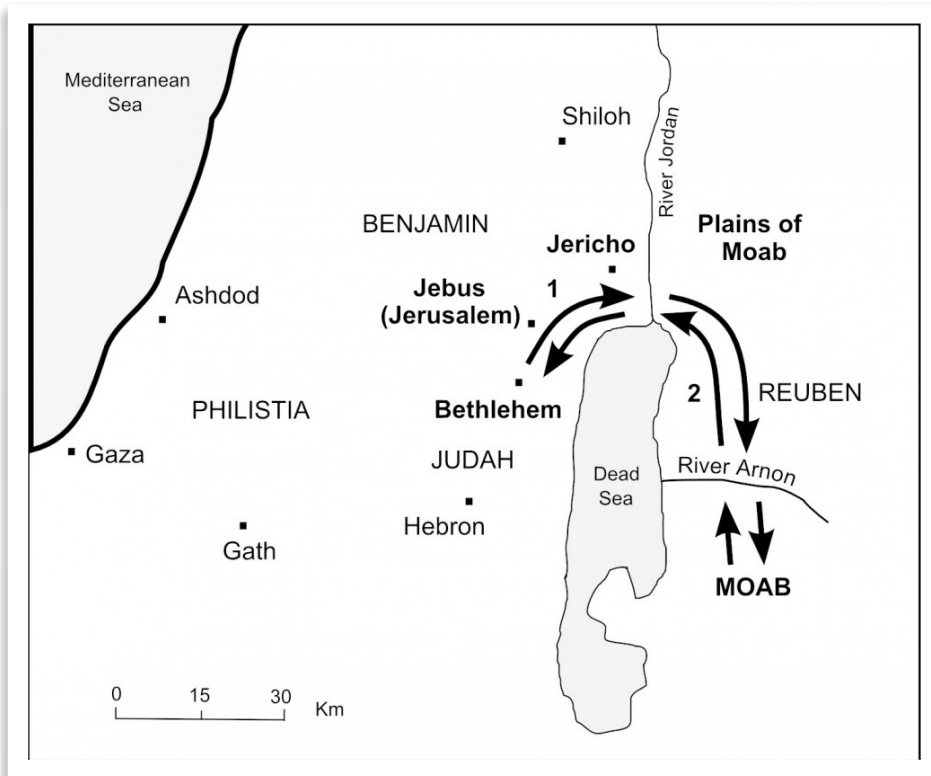 Mediterranean
Sea
Shiloh
River Jordan
BENJAMIN
Plains of
Moab
Jericho
Jebus
(Jerusalem)
1
Ashdod
Bethlehem
2
REUBEN
PHILISTIA
Gaza
JUDAH
River Arnon
Dead
Sea
Hebron
Gath
MOAB
0 15 30 Km